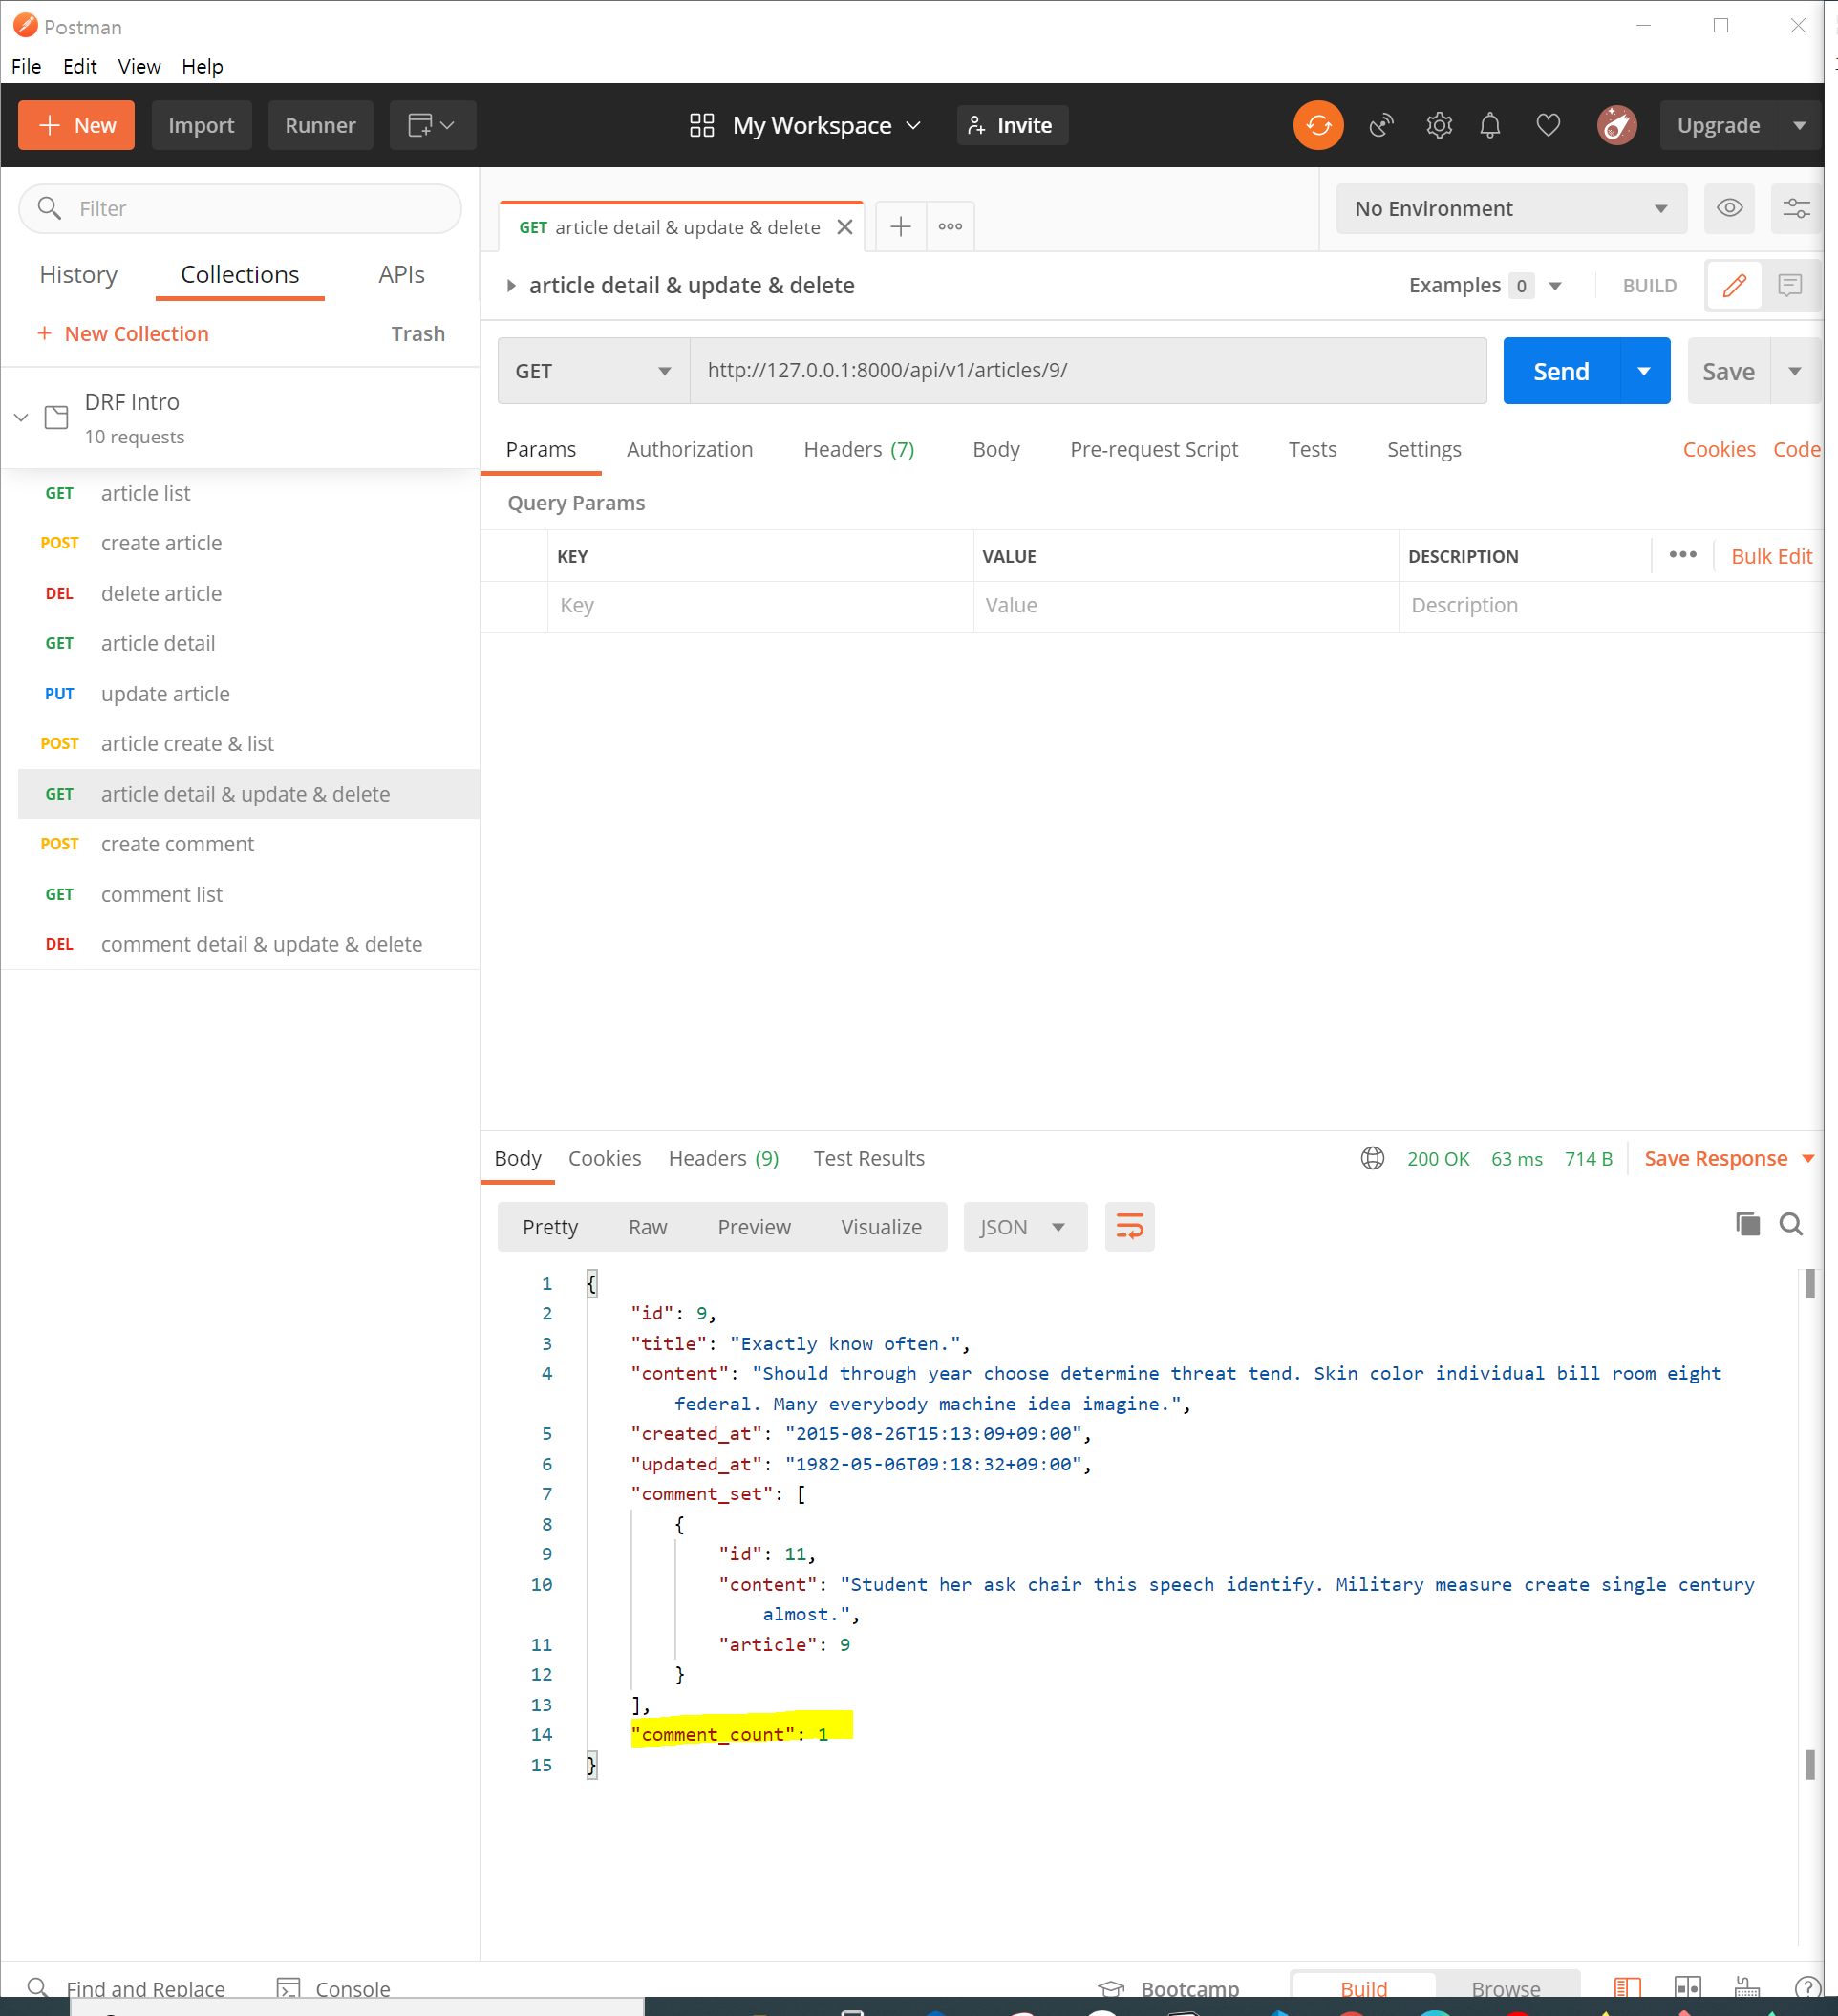 Postman
File Edit View Help
New Import Runner My Workspace Invite Upgrade
Filter
History Collections APIs
+ New Collection Trash
DRF Intro
10 requests
GET article list
POST create article
DEL delete article
GET article detail
PUT update article
POST article create & list
GET article detail & update & delete
POST create comment
GET comment list
DEL comment detail & update & delete
GET article detail & update & delete
No Environment
article detail & update & delete Examples 0 BUILD
GET http://127.0.0.1:8000/api/v1/articles/9/ Send Save
Params Authorization Headers (7) Body Pre-request Script Tests Settings Cookies Code
Query Params
KEY VALUE DESCRIPTION Bulk Edit
Key Value Description
Body Cookies Headers (9) Test Results 200 OK 63 ms 714 B Save Response
Pretty Raw Preview Visualize JSON
1 {
2 "id": 9,
3 "title": "Exactly know often.",
4 "content": "Should through year choose determine threat tend. Skin color individual bill room eight
federal. Many everybody machine idea imagine.",
5 "created_at": "2015-08-26T15:13:09+09:00",
6 "updated_at": "1982-05-06T09:18:32+09:00",
7 "comment_set": [
8 {
9 "id": 11,
10 "content": "Student her ask chair this speech identify. Military measure create single century
almost.",
11 "article": 9
12 }
13 ],
14 "comment_count": 1
15 }
Find and Replace Console Bootcamp Build Browse